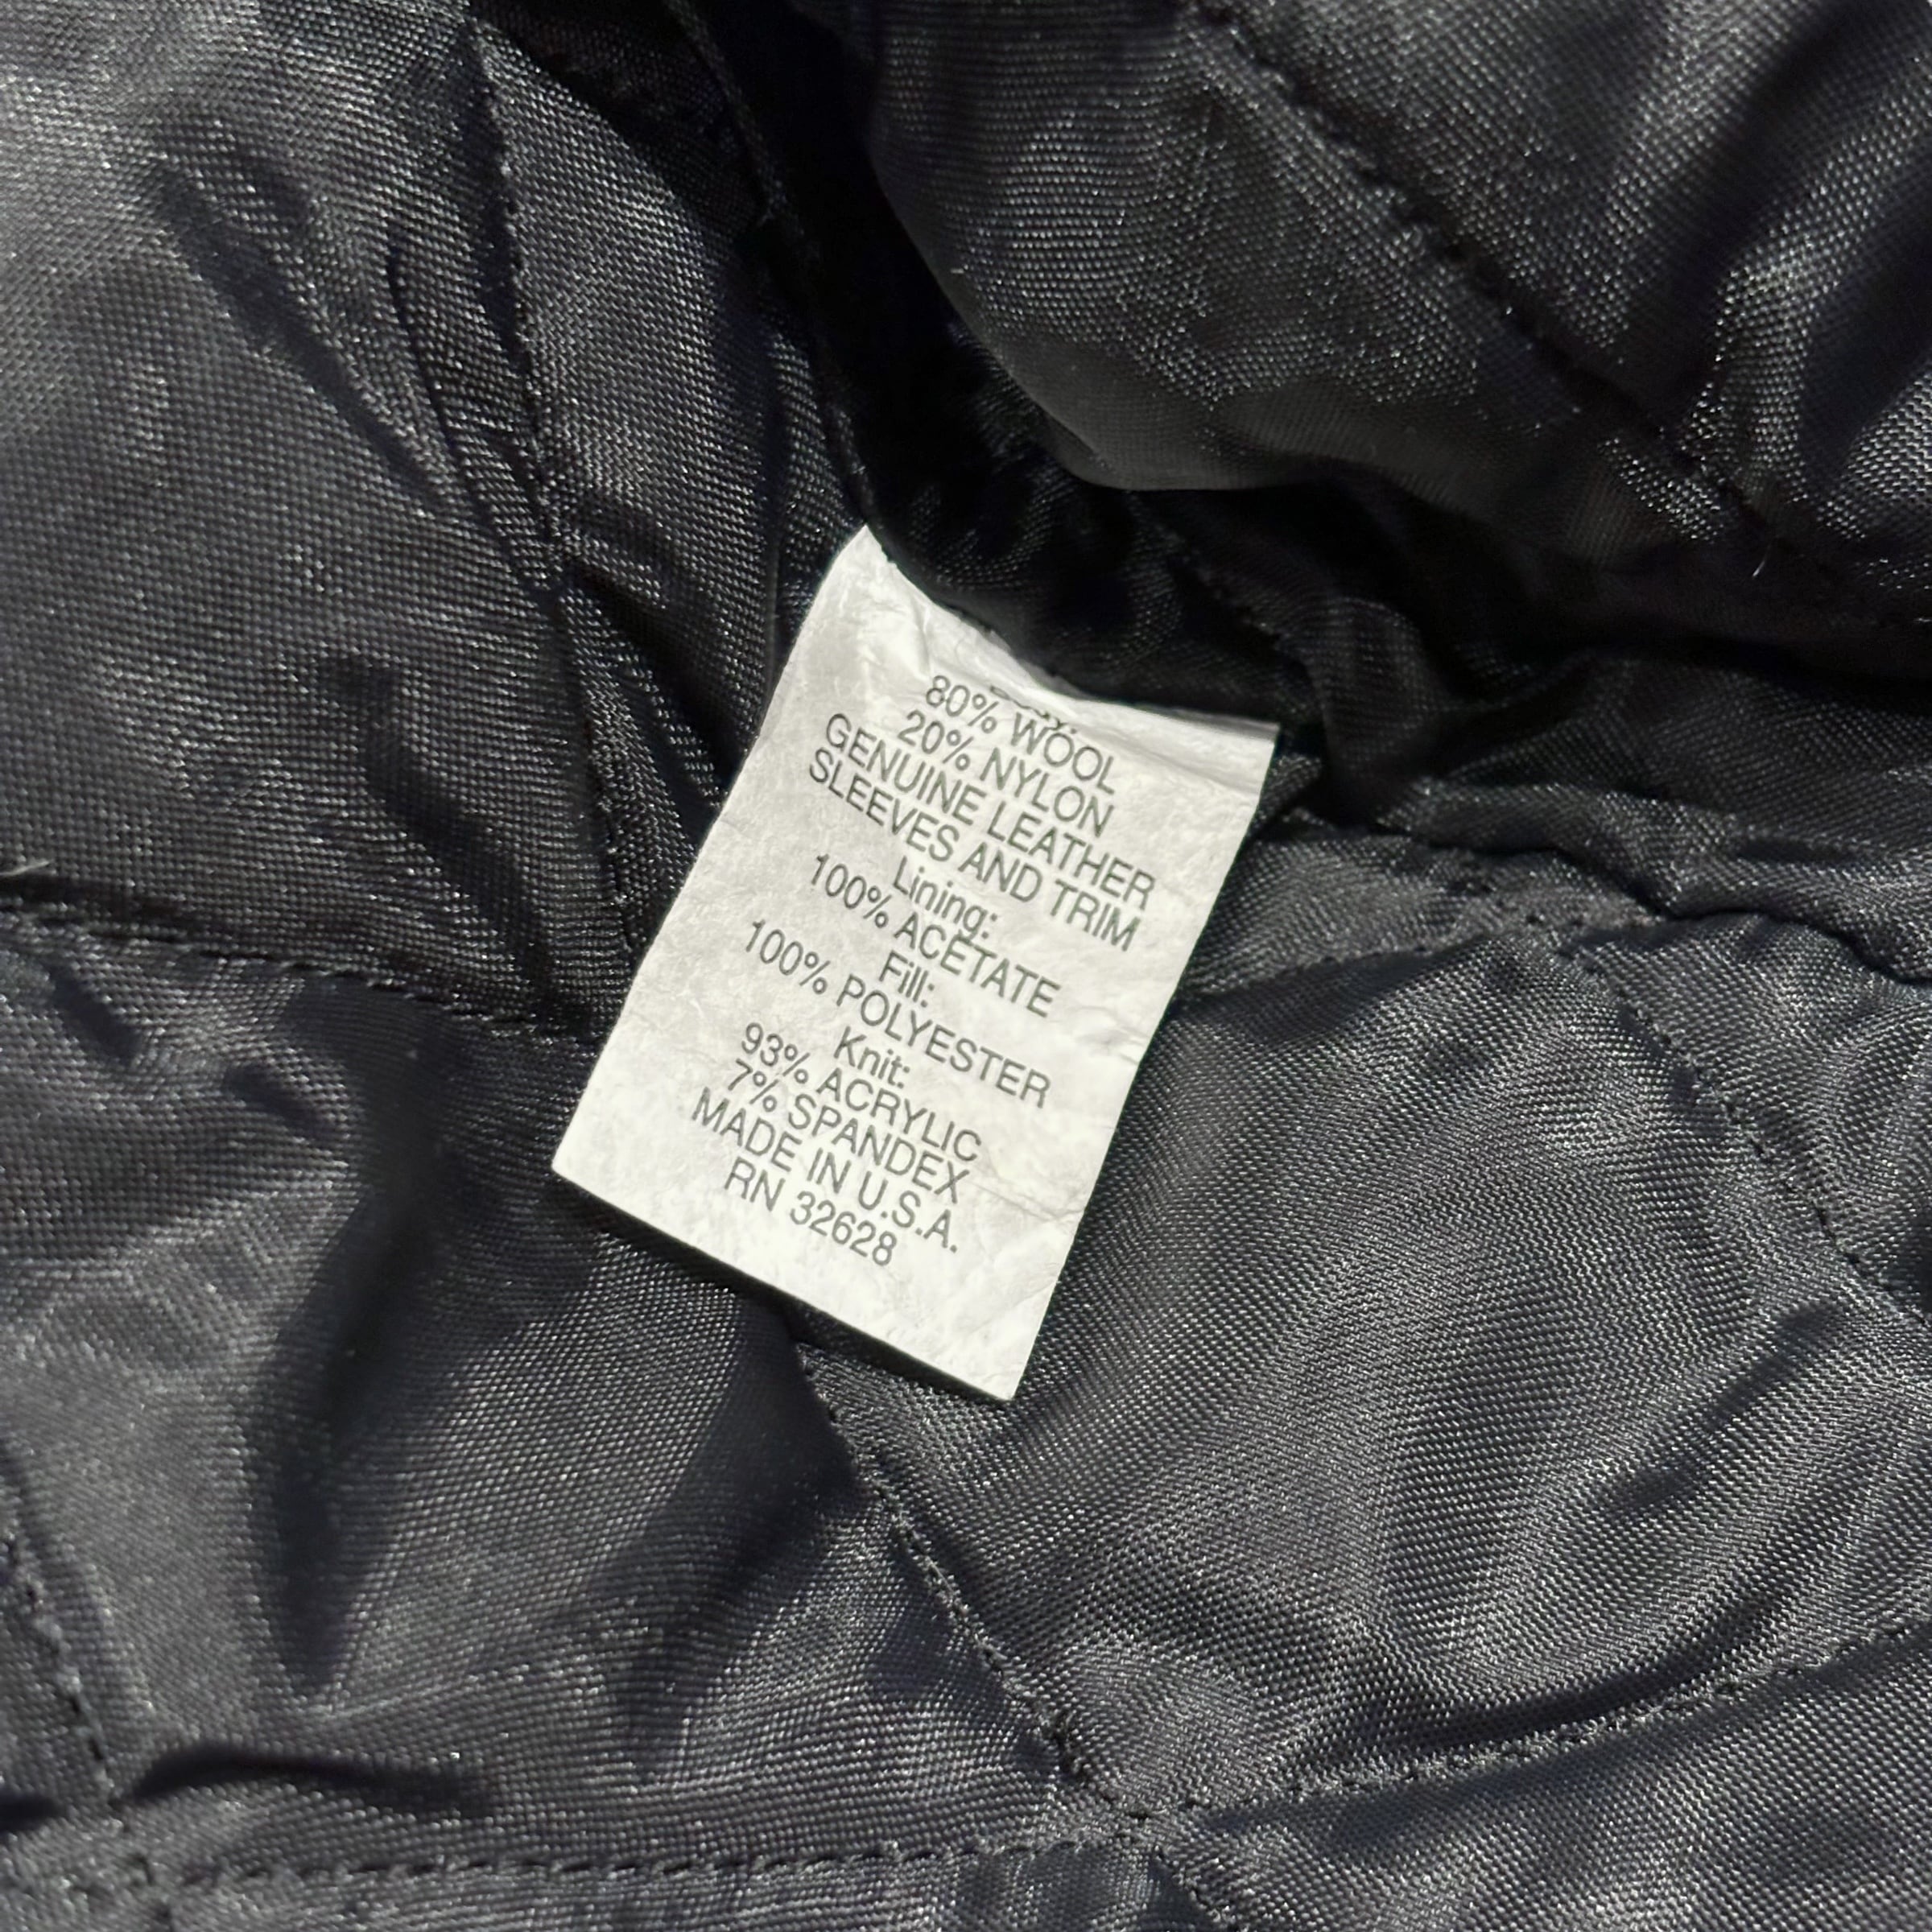 80% WOOL
20% NYLON
GENUINE LEATHER
SLEEVES AND TRIM
Lining:
100% ACETATE
Fill:
100% POLYESTER
Knit:
93% ACRYLIC
7% SPANDEX
MADE IN U.S.A.
RN 32628